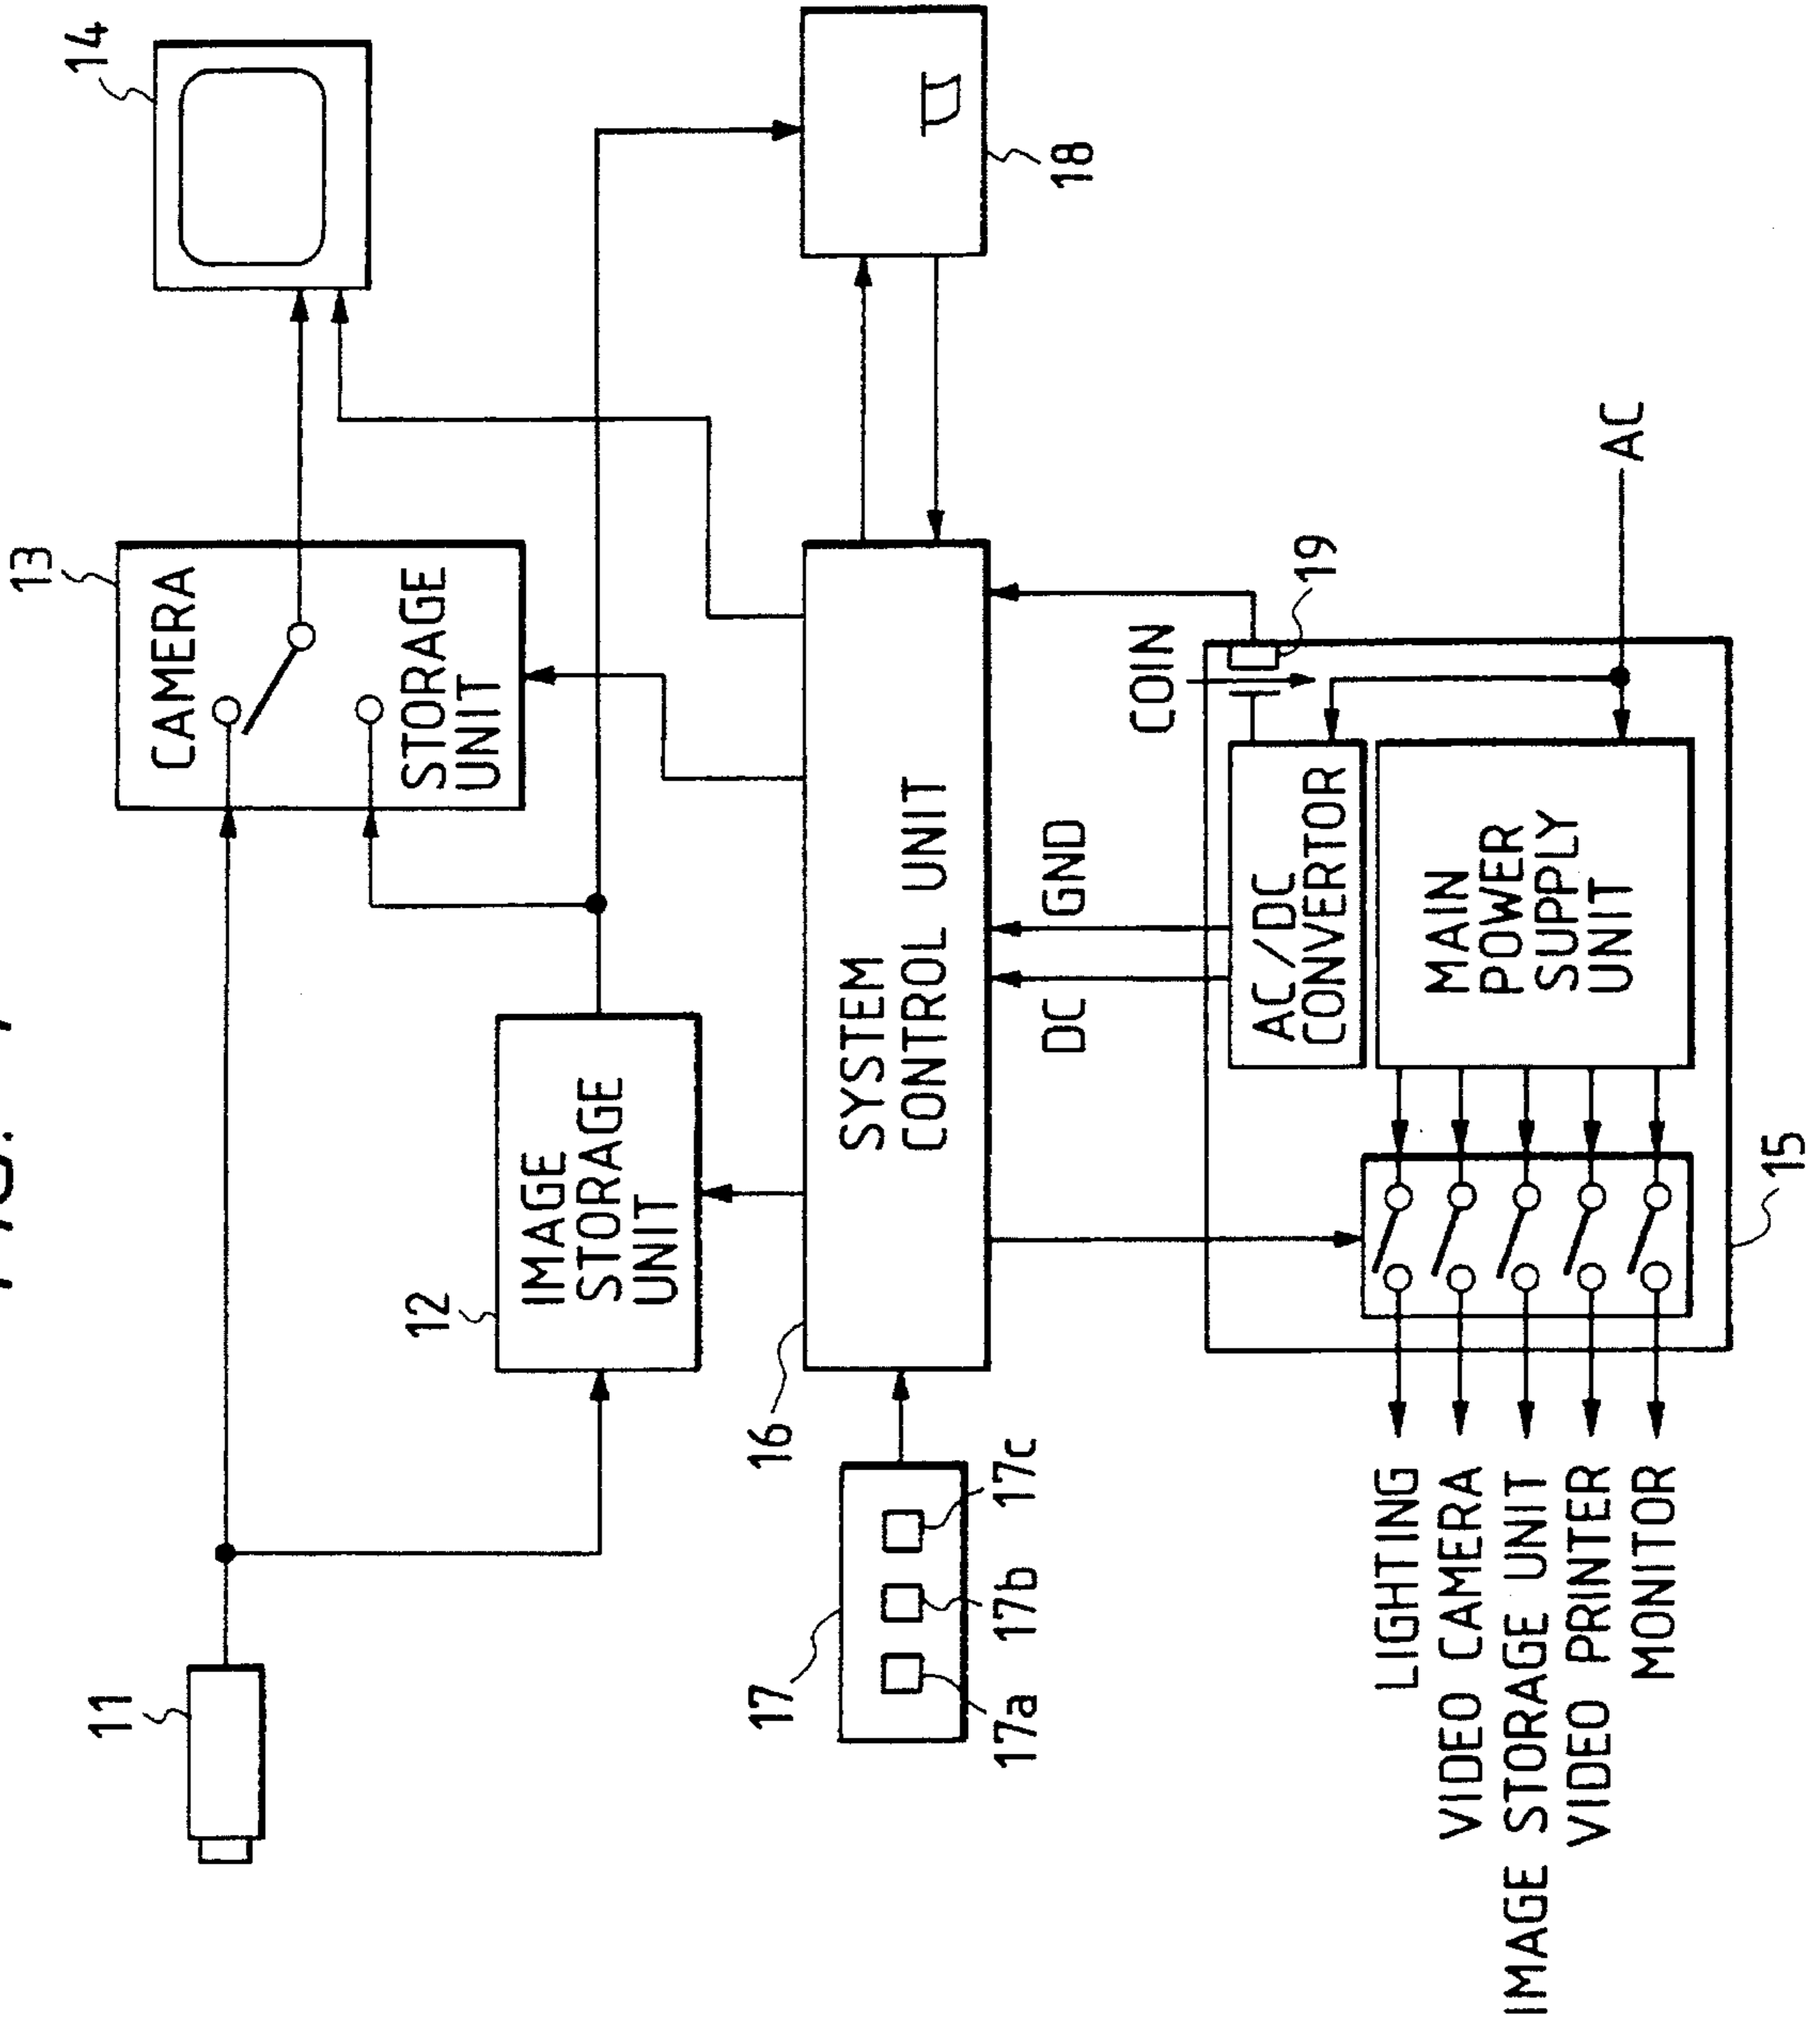 11
12
IMAGE
STORAGE
UNIT
13
CAMERA
STORAGE
UNIT
14
17
17a
17b
17c
16
SYSTEM
CONTROL UNIT
18
DC
GND
COIN
19
AC/DC
CONVERTOR
AC
MAIN
POWER
SUPPLY
UNIT
15
LIGHTING
VIDEO CAMERA
IMAGE STORAGE UNIT
VIDEO PRINTER
MONITOR